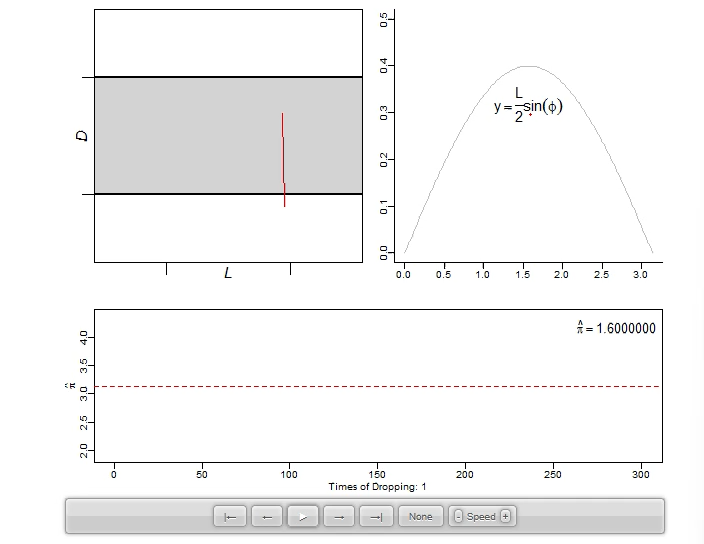 D
L
0.5
0.4
0.3
0.2
0.1
0.0
y = L/2 sin(ϕ)
0.0 0.5 1.0 1.5 2.0 2.5 3.0
π̂ = 1.6000000
4.0
3.5
3.0
2.5
2.0
π̂
0 50 100 150 200 250 300
Times of Dropping: 1
None - Speed +